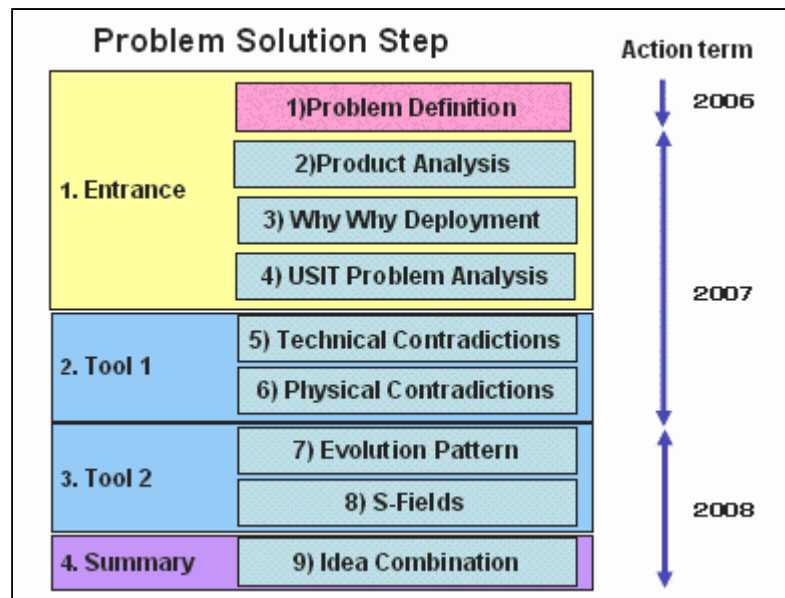 Problem Solution Step
Action term
1)Problem Definition
2006
2)Product Analysis
1. Entrance
3) Why Why Deployment
4) USIT Problem Analysis
2007
5) Technical Contradictions
2. Tool 1
6) Physical Contradictions
7) Evolution Pattern
3. Tool 2
8) S-Fields
2008
4. Summary
9) Idea Combination